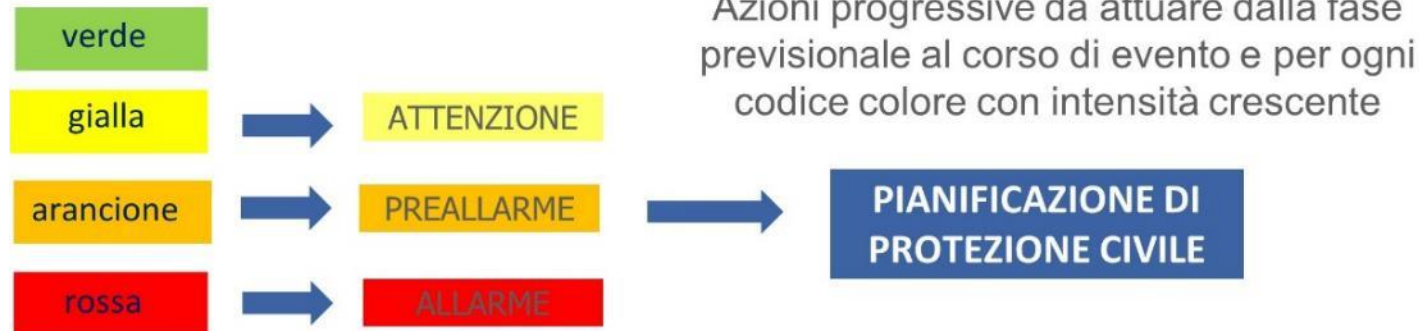 verde
Azioni progressive da attuare dalla fase
previsionale al corso di evento e per ogni
codice colore con intensità crescente
gialla
ATTENZIONE
arancione
PREALLARME
PIANIFICAZIONE DI
PROTEZIONE CIVILE
rossa
ALLARME